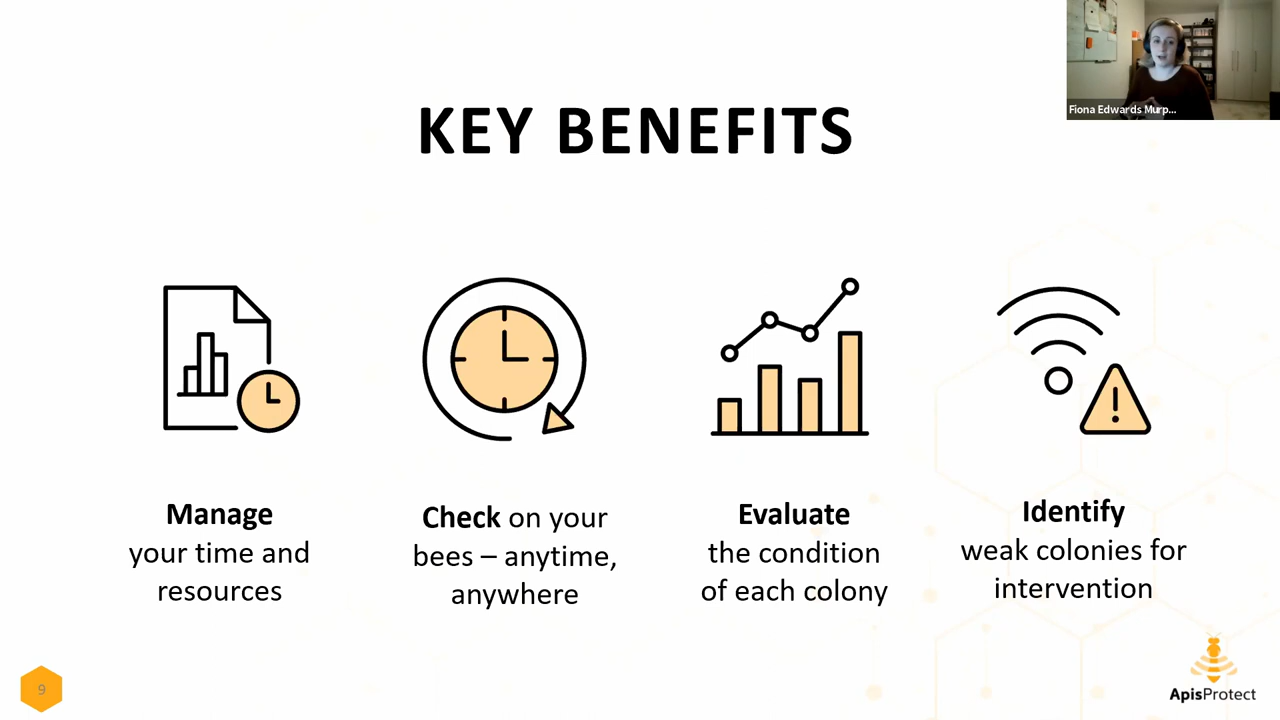 Fiona Edwards Murp...
KEY BENEFITS
Manage
your time and
resources
Check on your
bees – anytime,
anywhere
Evaluate
the condition
of each colony
Identify
weak colonies for
intervention
9
ApisProtect